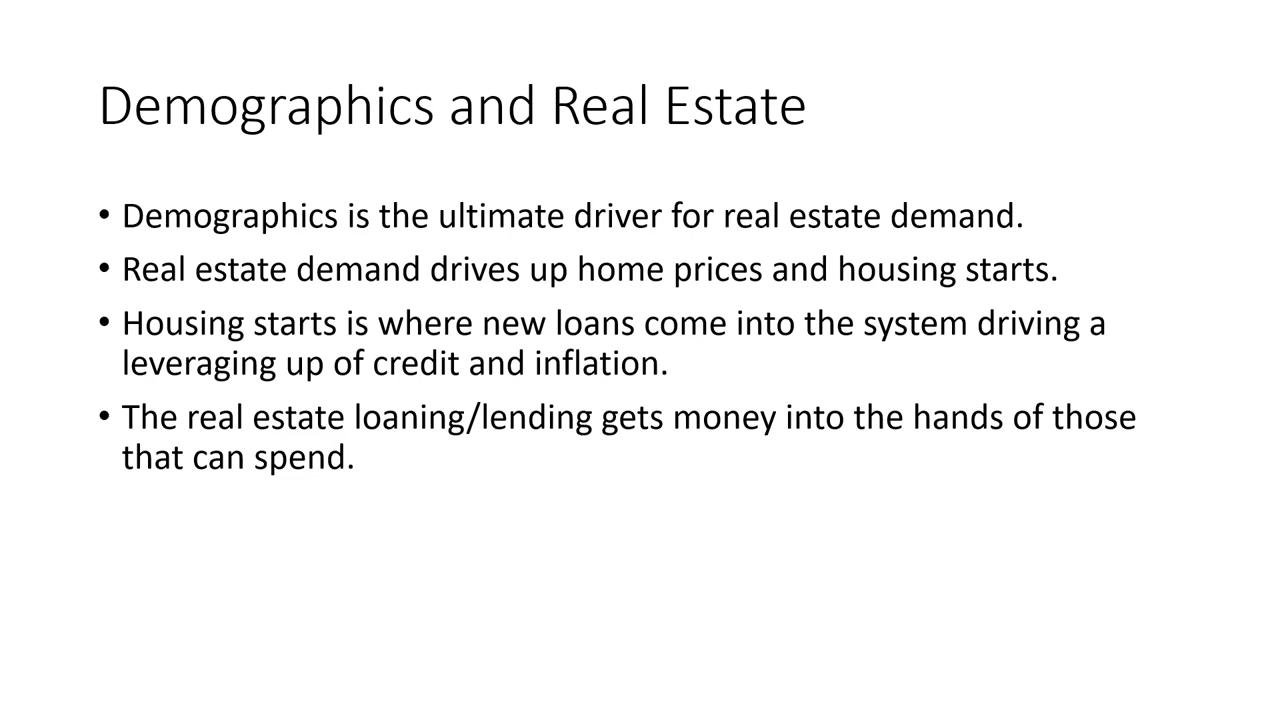 Demographics and Real Estate
• Demographics is the ultimate driver for real estate demand.
• Real estate demand drives up home prices and housing starts.
• Housing starts is where new loans come into the system driving a
leveraging up of credit and inflation.
• The real estate loaning/lending gets money into the hands of those
that can spend.